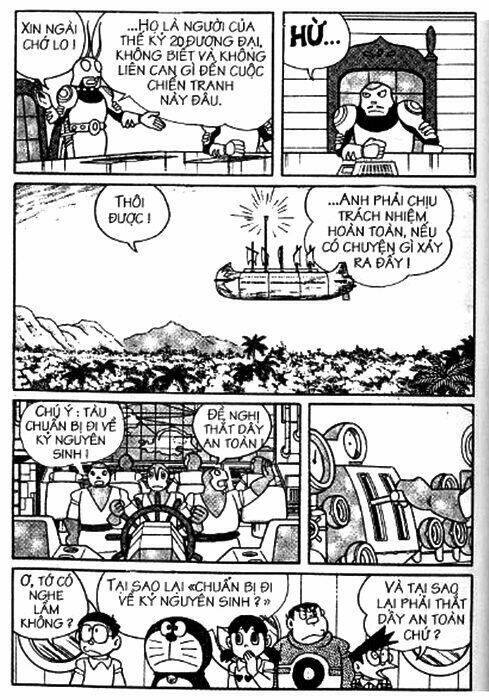 XIN NGÀI
CHỚ LO !
...HỌ LÀ NGƯỜI CỦA
THẾ KỶ 20 ĐƯƠNG ĐẠI,
KHÔNG BIẾT VÀ KHÔNG
LIÊN CAN GÌ ĐẾN CUỘC
CHIẾN TRANH
NÀY ĐÂU.
HỪ...
THÔI
ĐƯỢC !
...ANH PHẢI CHỊU
TRÁCH NHIỆM
HOÀN TOÀN, NẾU
CÓ CHUYỆN GÌ XẢY
RA ĐẤY !
CHÚ Ý : TÀU
CHUẨN BỊ ĐI VỀ
KỶ NGUYÊN
SINH !
ĐỀ NGHỊ
THẮT DÂY
AN TOÀN !
Ơ, TỚ CÓ
NGHE
LẦM
KHÔNG ?
TẠI SAO LẠI «CHUẨN BỊ ĐI
VỀ KỶ NGUYÊN SINH ?»
VÀ TẠI SAO
LẠI PHẢI THẮT
DÂY AN TOÀN
CHỨ ?